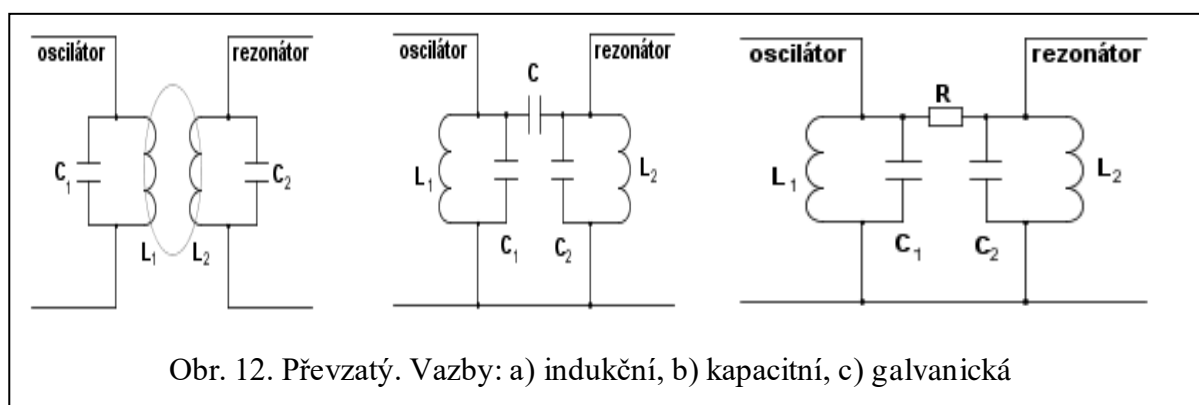 oscilátor rezonátor
C1 C2
L1 L2
oscilátor rezonátor
C
L1 L2
C1 C2
oscilátor rezonátor
R
L1 L2
C1 C2
Obr. 12. Převzatý. Vazby: a) indukční, b) kapacitní, c) galvanická